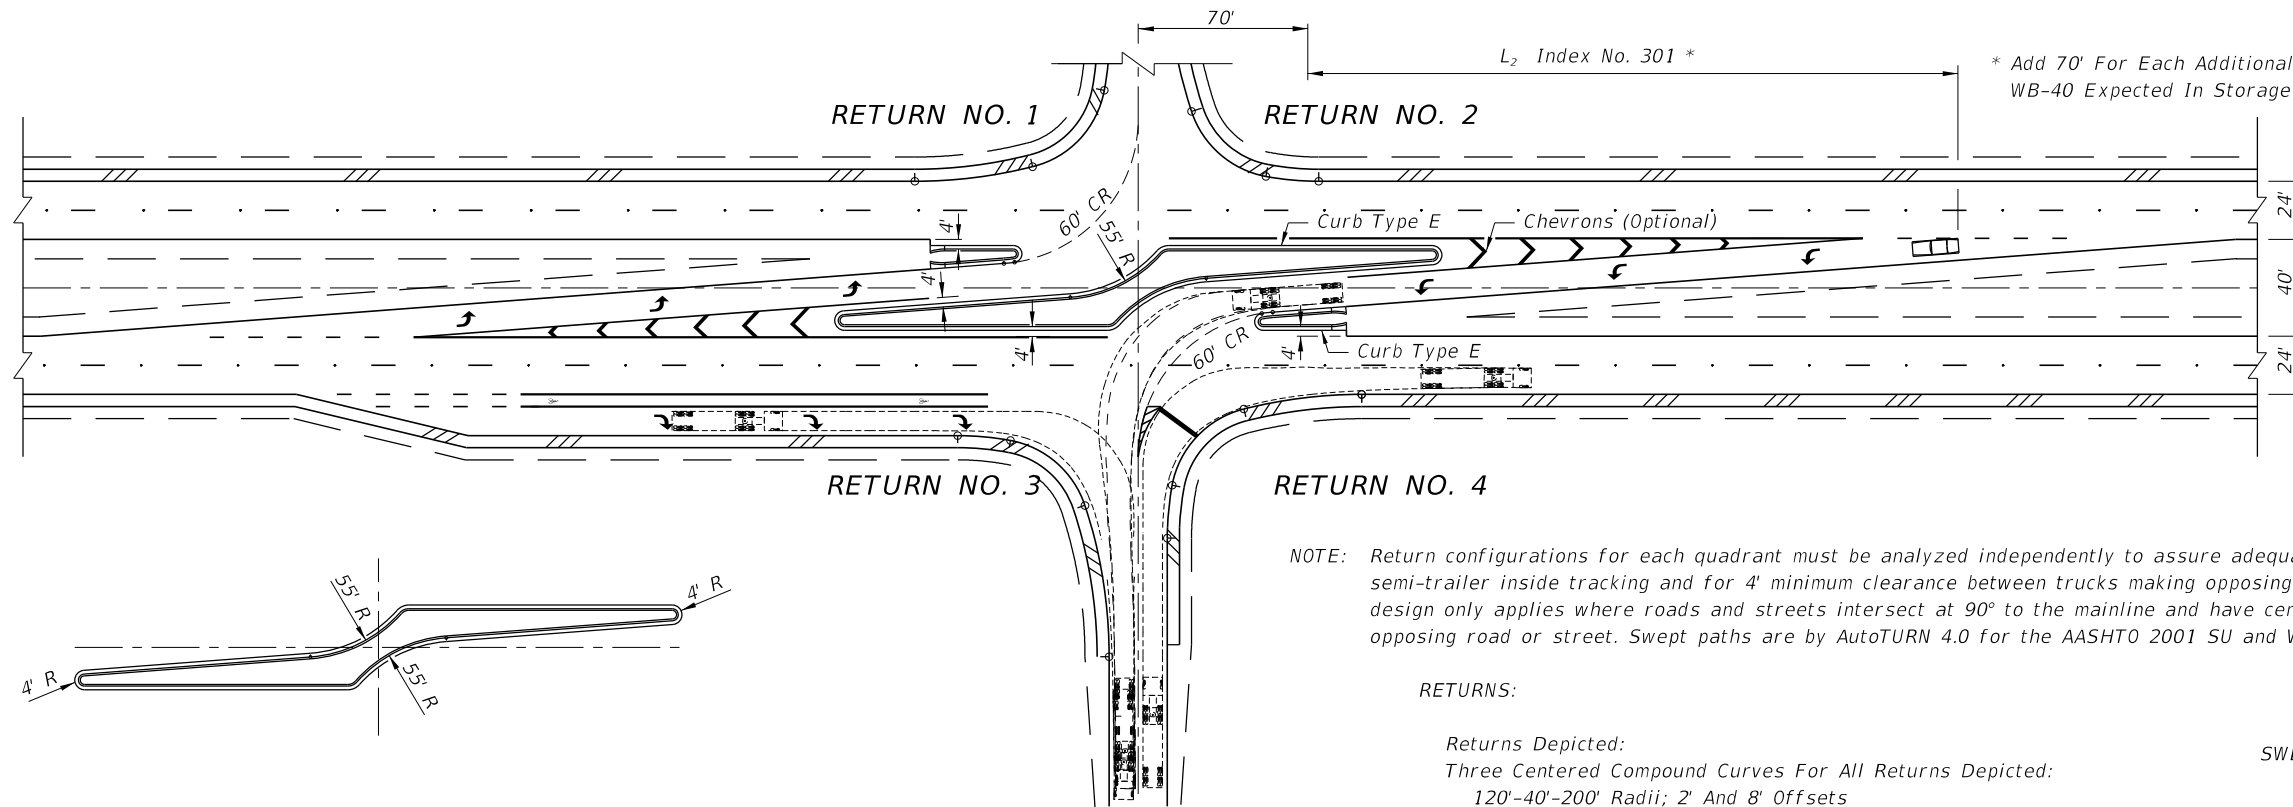 70'
L₂ Index No. 301 *
* Add 70' For Each Additional
WB-40 Expected In Storage
RETURN NO. 1
RETURN NO. 2
24'
60' CR
4'
55' R
Curb Type E
Chevrons (Optional)
4'
40'
4'
60' CR
4'
Curb Type E
24'
RETURN NO. 3
RETURN NO. 4
NOTE: Return configurations for each quadrant must be analyzed independently to assure
semi-trailer inside tracking and for 4' minimum clearance between trucks making opposing
design only applies where roads and streets intersect at 90° to the mainline and have
opposing road or street. Swept paths are by AutoTURN 4.0 for the AASHTO 2001 SU and
55' R
4' R
4' R
55' R
RETURNS:
Returns Depicted:
Three Centered Compound Curves For All Returns Depicted:
120'-40'-200' Radii; 2' And 8' Offsets